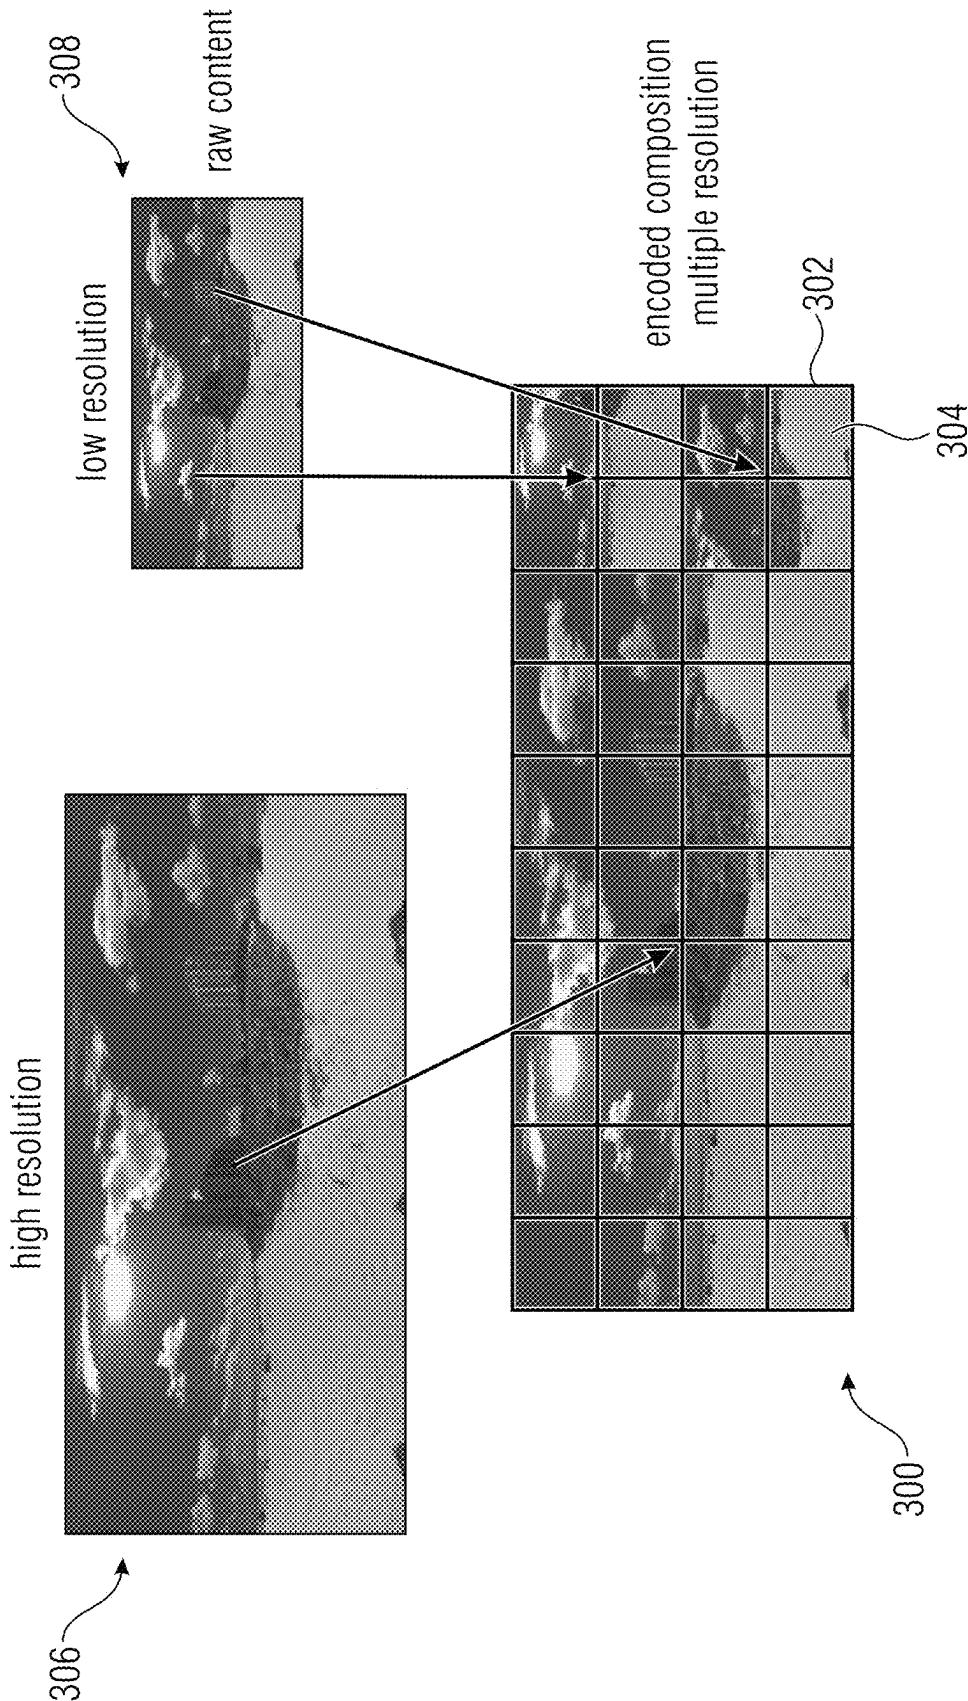 306
high resolution
low resolution
308
raw content
300
encoded composition
multiple resolution
302
304